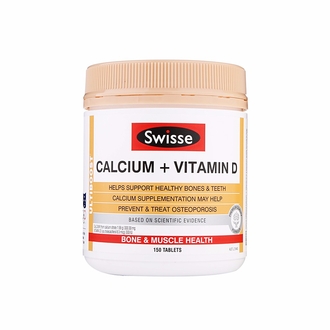 Swisse
CALCIUM + VITAMIN D
HELPS SUPPORT HEALTHY BONES & TEETH
CALCIUM SUPPLEMENTATION MAY HELP
PREVENT & TREAT OSTEOPOROSIS
BASED ON SCIENTIFIC EVIDENCE
BONE & MUSCLE HEALTH
150 TABLETS